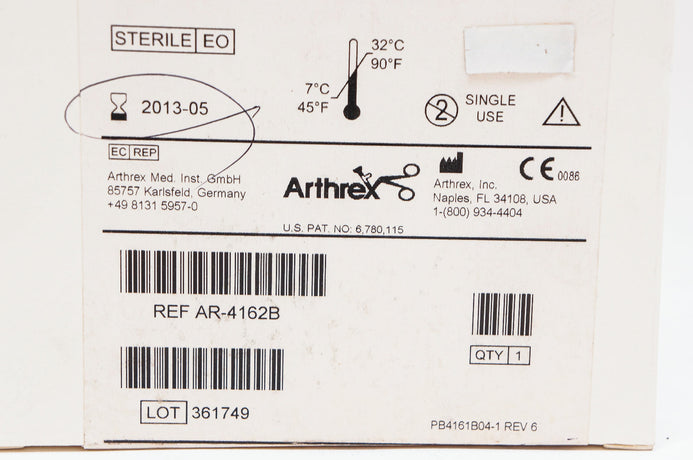 STERILE EO
32°C
90°F
7°C
45°F
2013-05
2
SINGLE
USE
EC REP
Arthrex Med. Inst. GmbH
85757 Karlsfeld, Germany
+49 8131 5957-0
Arthrex
CE 0086
Arthrex, Inc.
Naples, FL 34108, USA
1-(800) 934-4404
U.S. PAT. NO: 6,780,115
REF AR-4162B
QTY 1
LOT 361749
PB4161B04-1 REV 6